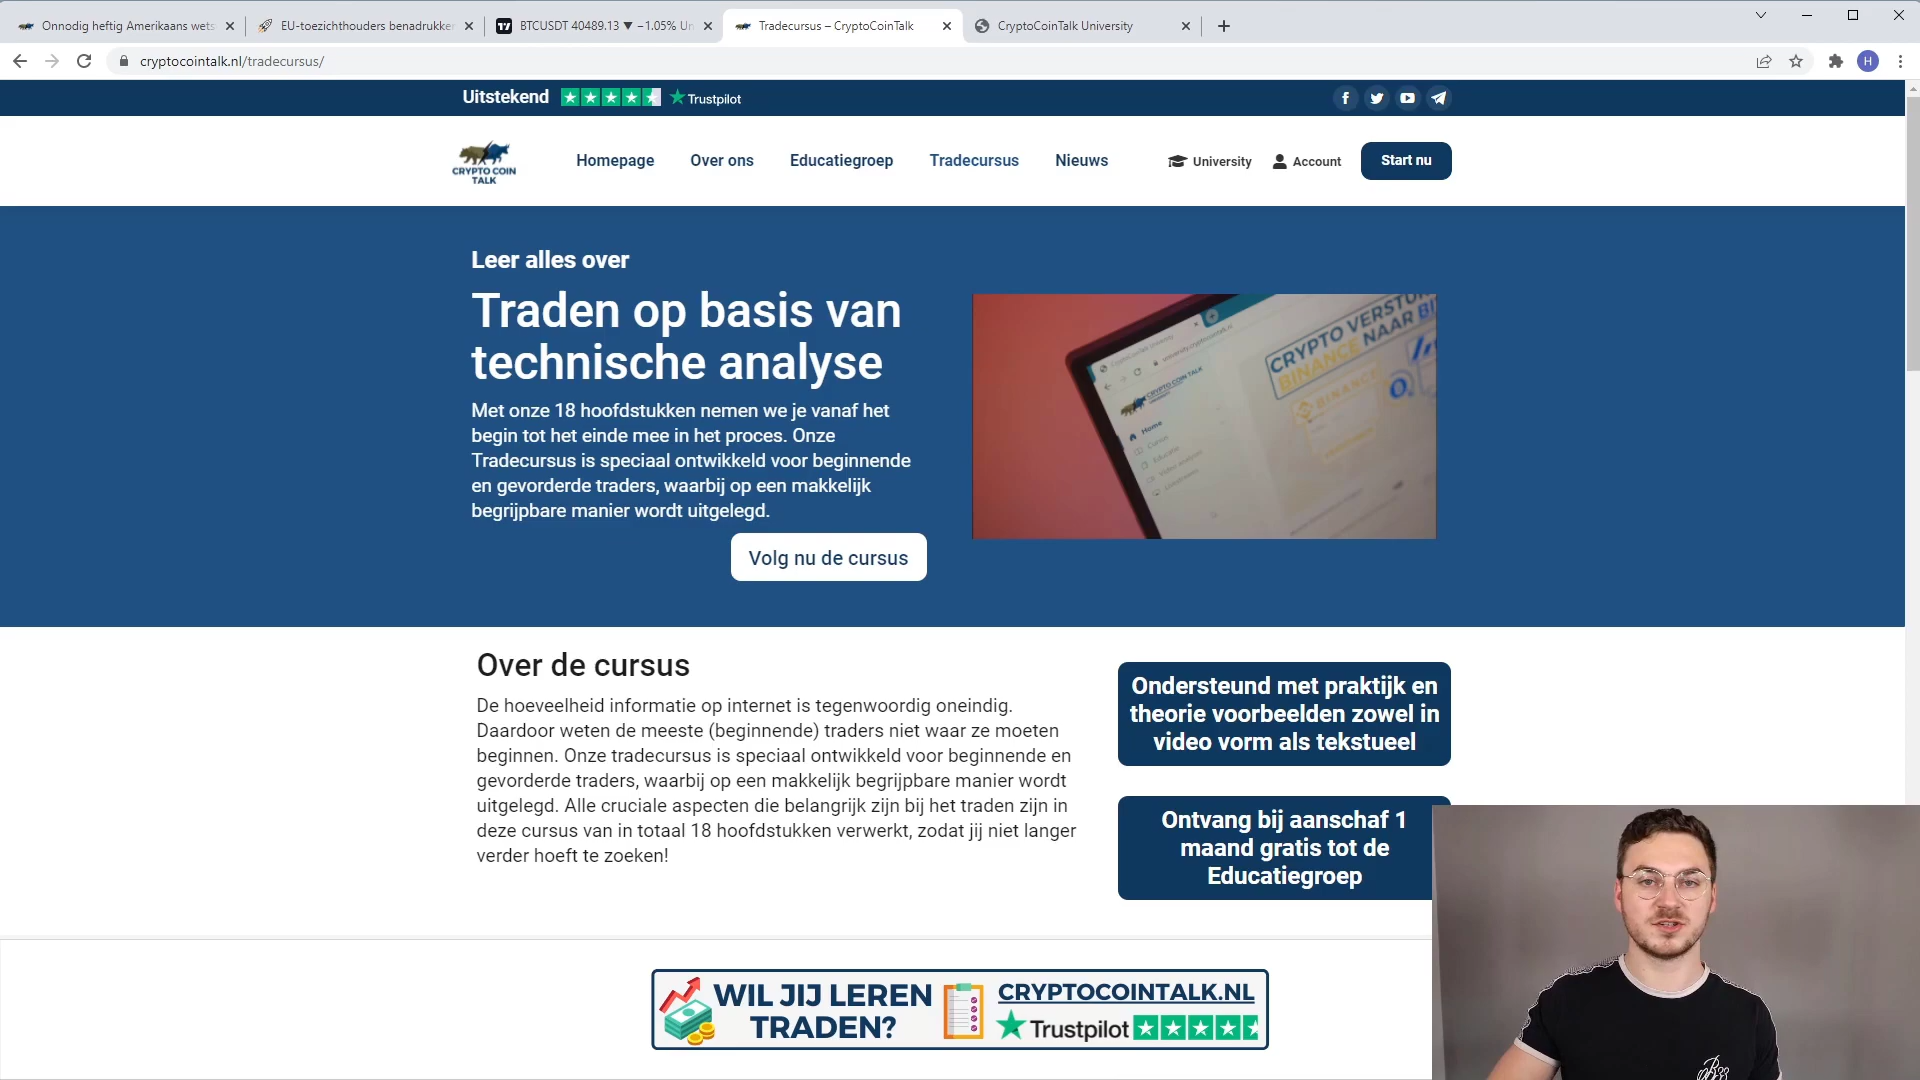 Onnodig heftig Amerikaans wets
EU-toezichthouders benadrukken
BTCUSDT 40489.13 ▼ −1.05% Un
Tradecursus – CryptoCoinTalk
CryptoCoinTalk University
cryptocointalk.nl/tradecursus/
H
Uitstekend
Trustpilot
CRYPTO COIN
TALK
Homepage
Over ons
Educatiegroep
Tradecursus
Nieuws
University
Account
Start nu
Leer alles over
Traden op basis van
technische analyse
Met onze 18 hoofdstukken nemen we je vanaf het
begin tot het einde mee in het proces. Onze
Tradecursus is speciaal ontwikkeld voor beginnende
en gevorderde traders, waarbij op een makkelijk
begrijpbare manier wordt uitgelegd.
Volg nu de cursus
CRYPTO VERSTUR
BINANCE NAAR BI
BINANCE
CRYPTO COIN TALK
Home
Cursus
Educatie
Video analyses
Over de cursus
De hoeveelheid informatie op internet is tegenwoordig oneindig.
Daardoor weten de meeste (beginnende) traders niet waar ze moeten
beginnen. Onze tradecursus is speciaal ontwikkeld voor beginnende en
gevorderde traders, waarbij op een makkelijk begrijpbare manier wordt
uitgelegd. Alle cruciale aspecten die belangrijk zijn bij het traden zijn in
deze cursus van in totaal 18 hoofdstukken verwerkt, zodat jij niet langer
verder hoeft te zoeken!
Ondersteund met praktijk en
theorie voorbeelden zowel in
video vorm als tekstueel
Ontvang bij aanschaf 1
maand gratis tot de
Educatiegroep
WIL JIJ LEREN
TRADEN?
CRYPTOCOINTALK.NL
Trustpilot